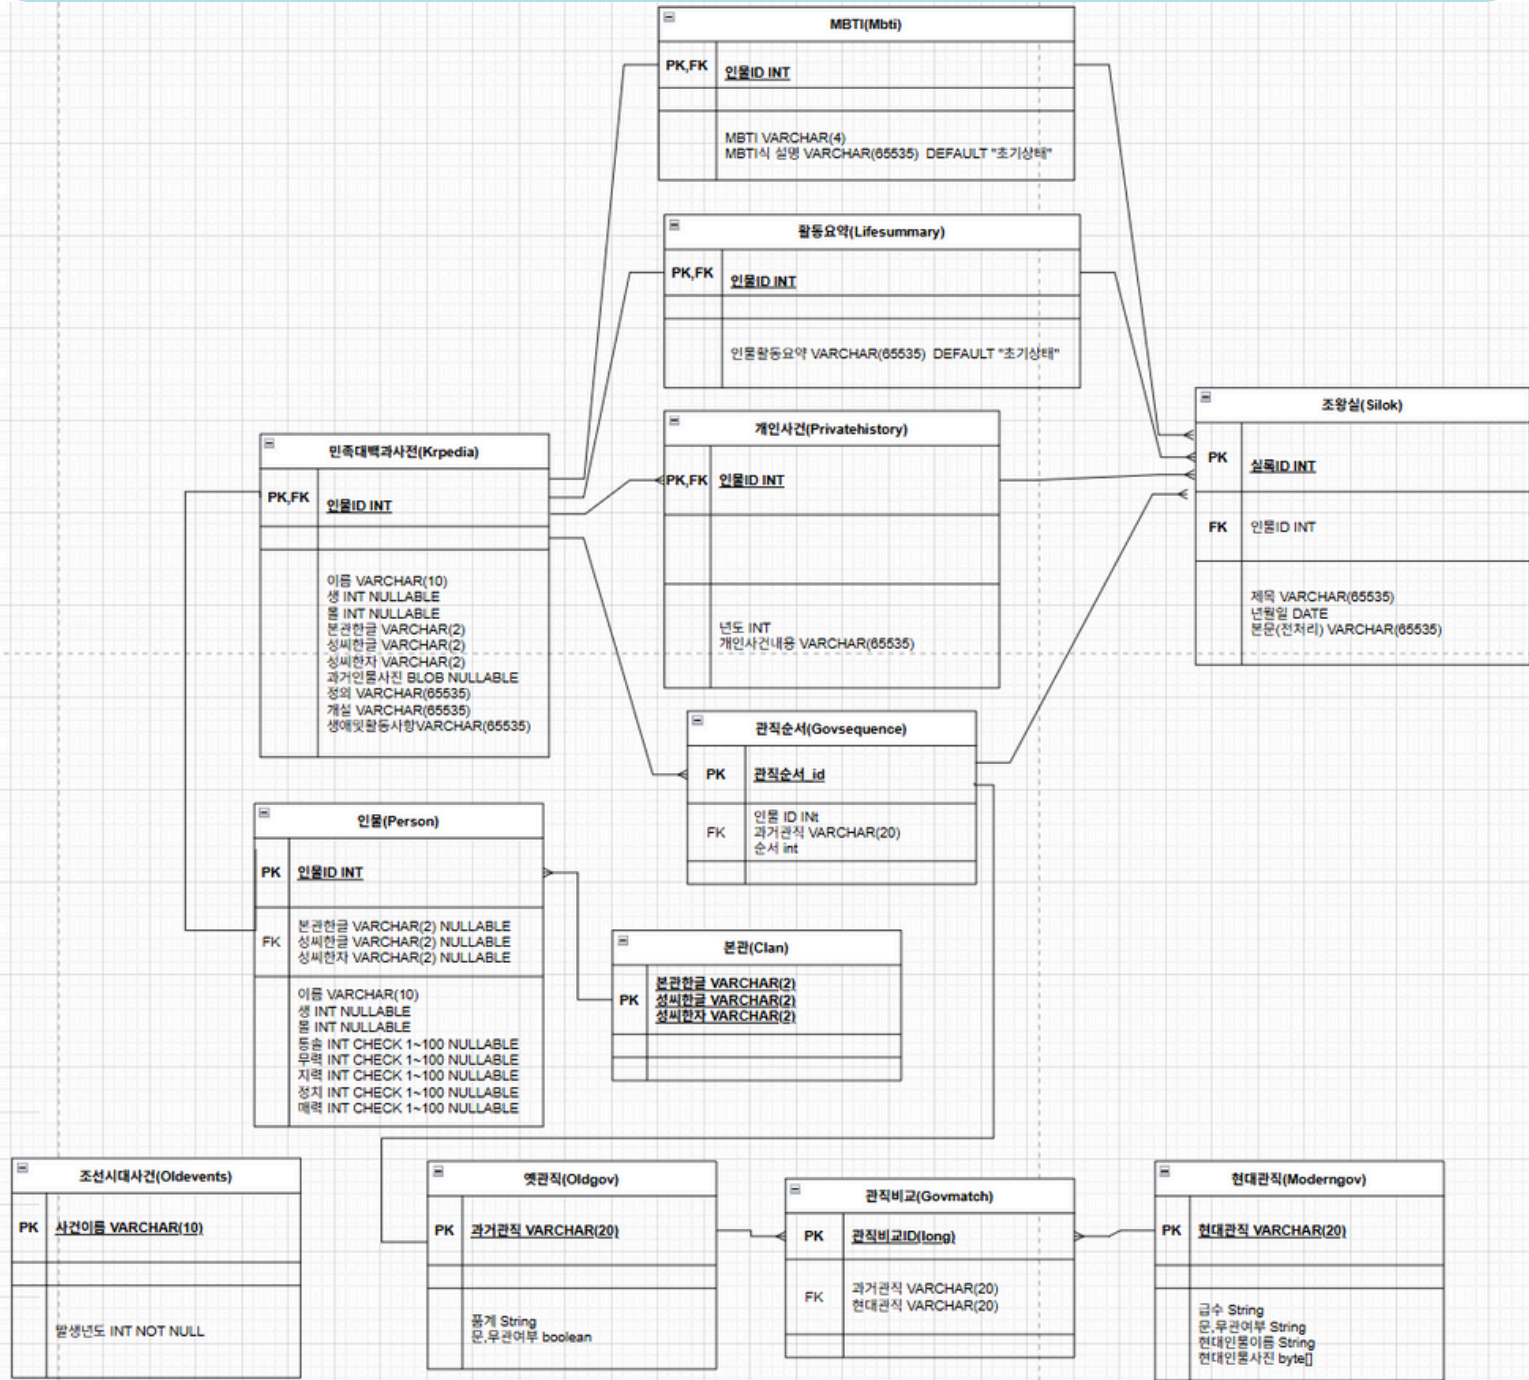 MBTI(Mbti)
PK,FK
인물ID INT
MBTI VARCHAR(4)
MBTI식 설명 VARCHAR(65535) DEFAULT "초기상태"
활동요약(Lifesummary)
PK,FK
인물ID INT
인물활동요약 VARCHAR(65535) DEFAULT "초기상태"
개인사건(Privatehistory)
PK,FK
인물ID INT
년도 INT
개인사건내용 VARCHAR(65535)
조왕실(Silok)
PK
실록ID INT
FK
인물ID INT
제목 VARCHAR(65535)
년월일 DATE
본문(전처리) VARCHAR(65535)
민족대백과사전(Krpedia)
PK,FK
인물ID INT
이름 VARCHAR(10)
생 INT NULLABLE
몰 INT NULLABLE
본관한글 VARCHAR(2)
성씨한글 VARCHAR(2)
성씨한자 VARCHAR(2)
과거인물사진 BLOB NULLABLE
정의 VARCHAR(65535)
개설 VARCHAR(65535)
생애및활동사항VARCHAR(65535)
관직순서(Govsequence)
PK
관직순서_id
FK
인물 ID INt
과거관직 VARCHAR(20)
순서 int
인물(Person)
PK
인물ID INT
FK
본관한글 VARCHAR(2) NULLABLE
성씨한글 VARCHAR(2) NULLABLE
성씨한자 VARCHAR(2) NULLABLE
이름 VARCHAR(10)
생 INT NULLABLE
몰 INT NULLABLE
통솔 INT CHECK 1~100 NULLABLE
무력 INT CHECK 1~100 NULLABLE
지력 INT CHECK 1~100 NULLABLE
정치 INT CHECK 1~100 NULLABLE
매력 INT CHECK 1~100 NULLABLE
본관(Clan)
PK
본관한글 VARCHAR(2)
성씨한글 VARCHAR(2)
성씨한자 VARCHAR(2)
조선시대사건(Oldevents)
PK
사건이름 VARCHAR(10)
발생년도 INT NOT NULL
옛관직(Oldgov)
PK
과거관직 VARCHAR(20)
품계 String
문,무관여부 boolean
관직비교(Govmatch)
PK
관직비교ID(long)
FK
과거관직 VARCHAR(20)
현대관직 VARCHAR(20)
현대관직(Moderngov)
PK
현대관직 VARCHAR(20)
급수 String
문,무관여부 String
현대인물이름 String
현대인물사진 byte[]